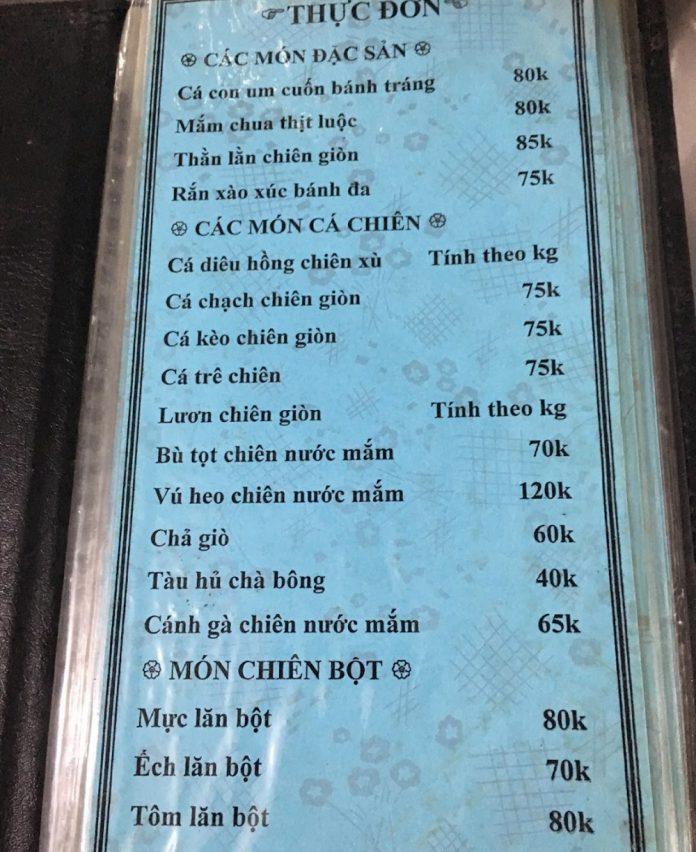 THỰC ĐƠN
CÁC MÓN ĐẶC SẢN
Cá con um cuốn bánh tráng 80k
Mắm chua thịt luộc 80k
Thằn lằn chiên giòn 85k
Rắn xào xúc bánh đa 75k
CÁC MÓN CÁ CHIÊN
Cá diêu hồng chiên xù Tính theo kg
Cá chạch chiên giòn 75k
Cá kèo chiên giòn 75k
Cá trê chiên 75k
Lươn chiên giòn Tính theo kg
Bù tọt chiên nước mắm 70k
Vú heo chiên nước mắm 120k
Chả giò 60k
Tàu hủ chà bông 40k
Cánh gà chiên nước mắm 65k
MÓN CHIÊN BỘT
Mực lăn bột 80k
Ếch lăn bột 70k
Tôm lăn bột 80k